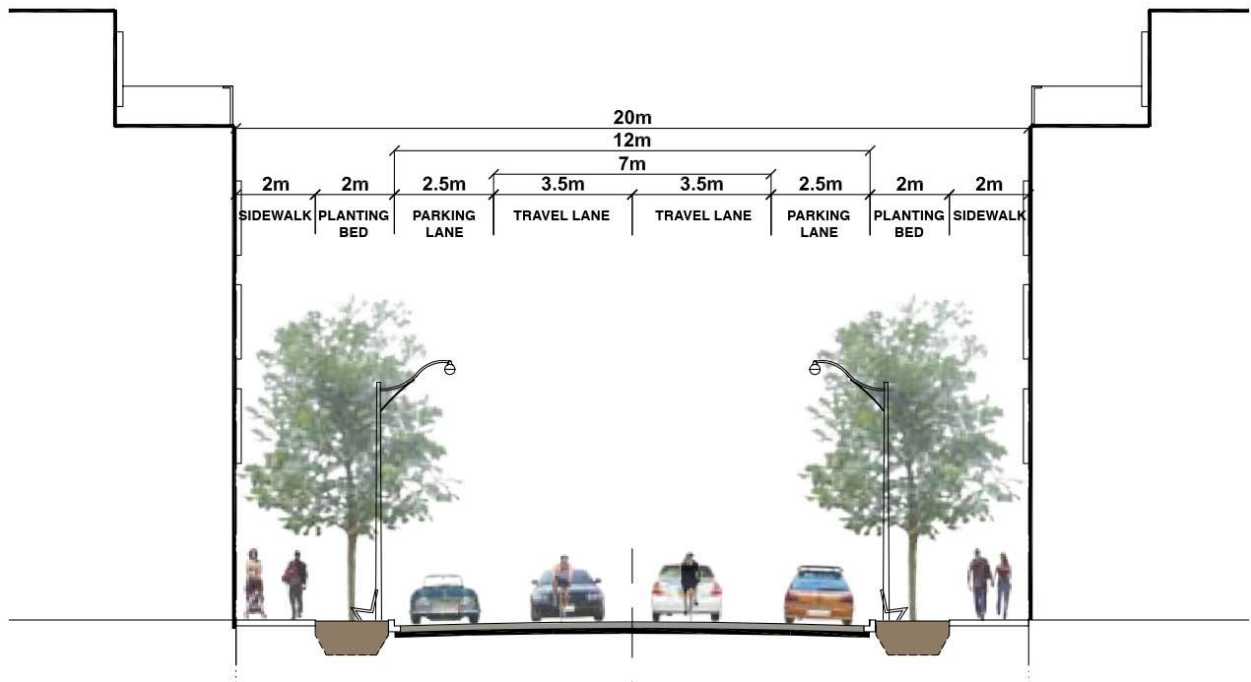 20m
12m
7m
2m 2m 2.5m 3.5m 3.5m 2.5m 2m 2m
SIDEWALK PLANTING PARKING TRAVEL LANE TRAVEL LANE PARKING PLANTING SIDEWALK
BED LANE LANE BED